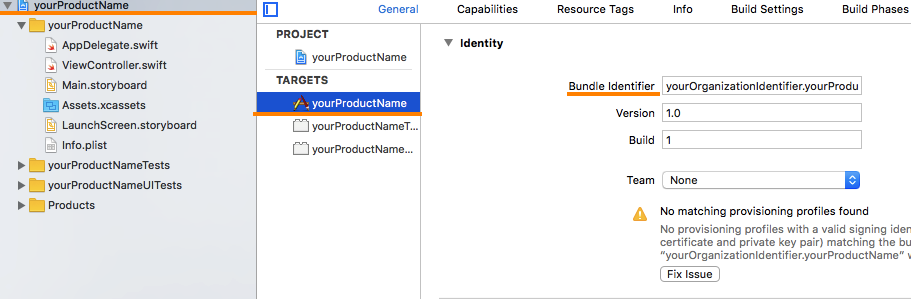 yourProductName
yourProductName
AppDelegate.swift
ViewController.swift
Main.storyboard
Assets.xcassets
LaunchScreen.storyboard
Info.plist
yourProductNameTests
yourProductNameUITests
Products
General Capabilities Resource Tags Info Build Settings Build Phases
PROJECT
yourProductName
TARGETS
yourProductName
yourProductNameT...
yourProductName...
Identity
Bundle Identifier yourOrganizationIdentifier.yourProdu
Version 1.0
Build 1
Team None
No matching provisioning profiles found
No provisioning profiles with a valid signing iden
certificate and private key pair) matching the bu
“yourOrganizationIdentifier.yourProductName” w
Fix Issue